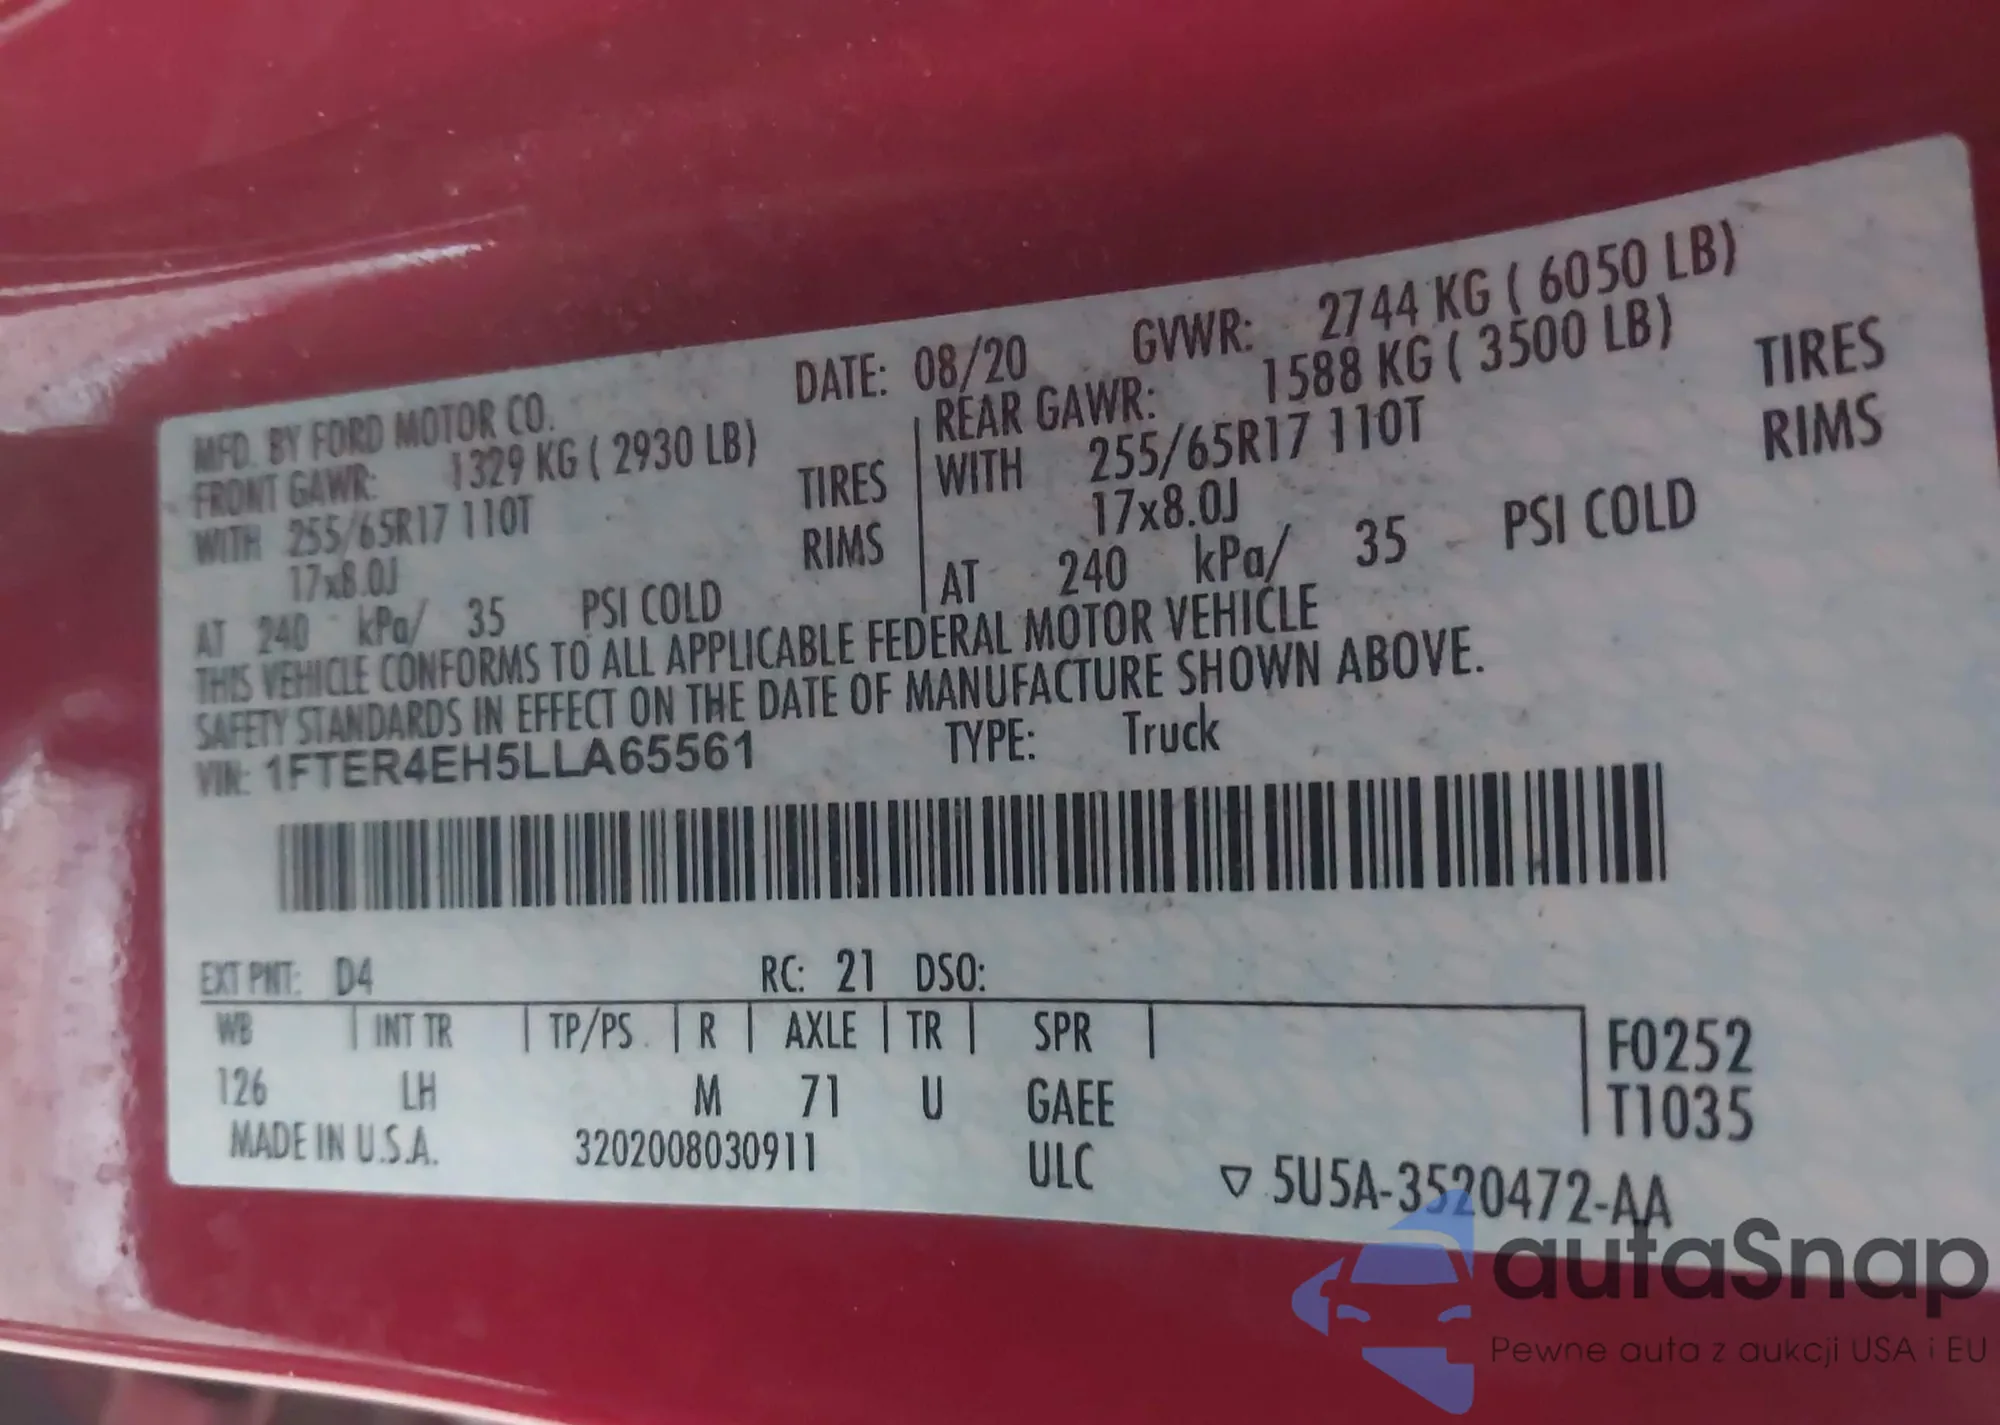 MFD. BY FORD MOTOR CO. DATE: 08/20 GVWR: 2744 KG ( 6050 LB)
FRONT GAWR: 1329 KG ( 2930 LB) REAR GAWR: 1588 KG ( 3500 LB)
WITH 255/65R17 110T TIRES WITH 255/65R17 110T TIRES
17x8.0J RIMS 17x8.0J RIMS
AT 240 kPa/ 35 PSI COLD AT 240 kPa/ 35 PSI COLD
THIS VEHICLE CONFORMS TO ALL APPLICABLE FEDERAL MOTOR VEHICLE
SAFETY STANDARDS IN EFFECT ON THE DATE OF MANUFACTURE SHOWN ABOVE.
VIN: 1FTER4EH5LLA65561 TYPE: Truck
EXT PNT: D4 RC: 21 DSO:
WB INT TR TP/PS R AXLE TR SPR F0252
126 LH M 71 U GAEE T1035
MADE IN U.S.A. 3202008030911 ULC ▽ 5U5A-3520472-AA
autaSnap
Pewne auta z aukcji USA i EU